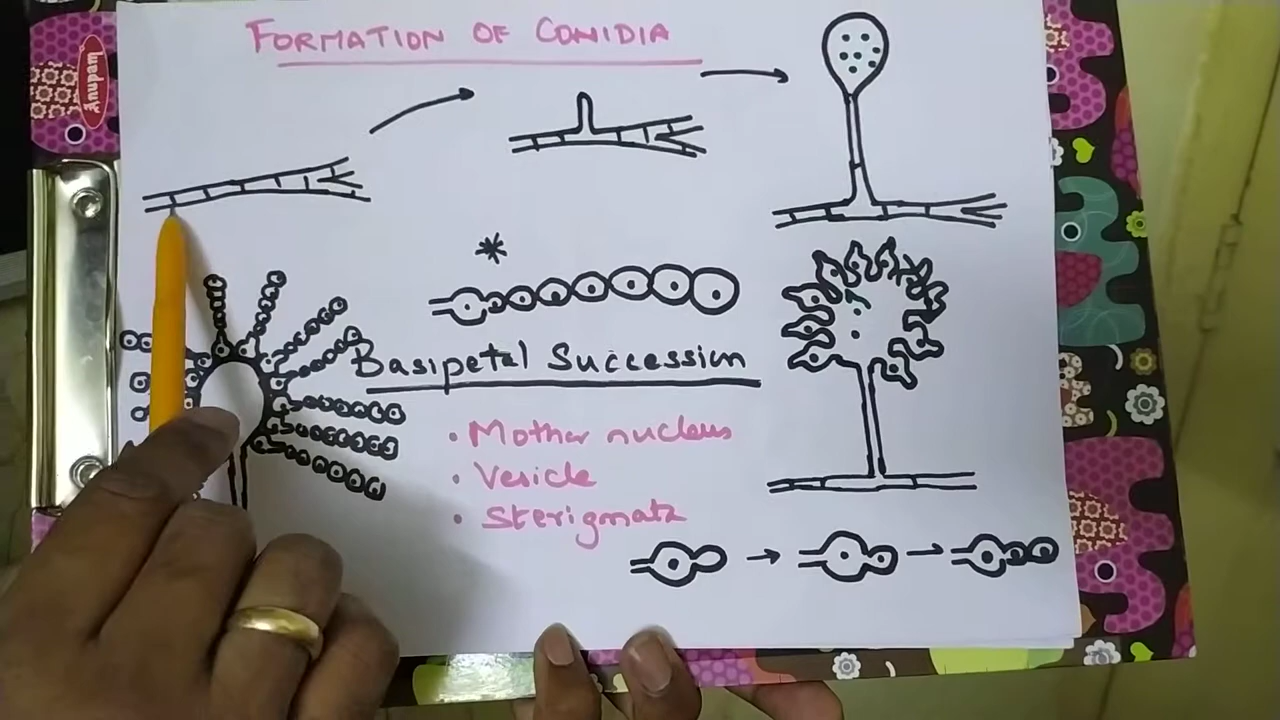 FORMATION OF CONIDIA
Anupam
*
Basipetal Succession
• Mother nucleus
• Vesicle
• Sterigmata